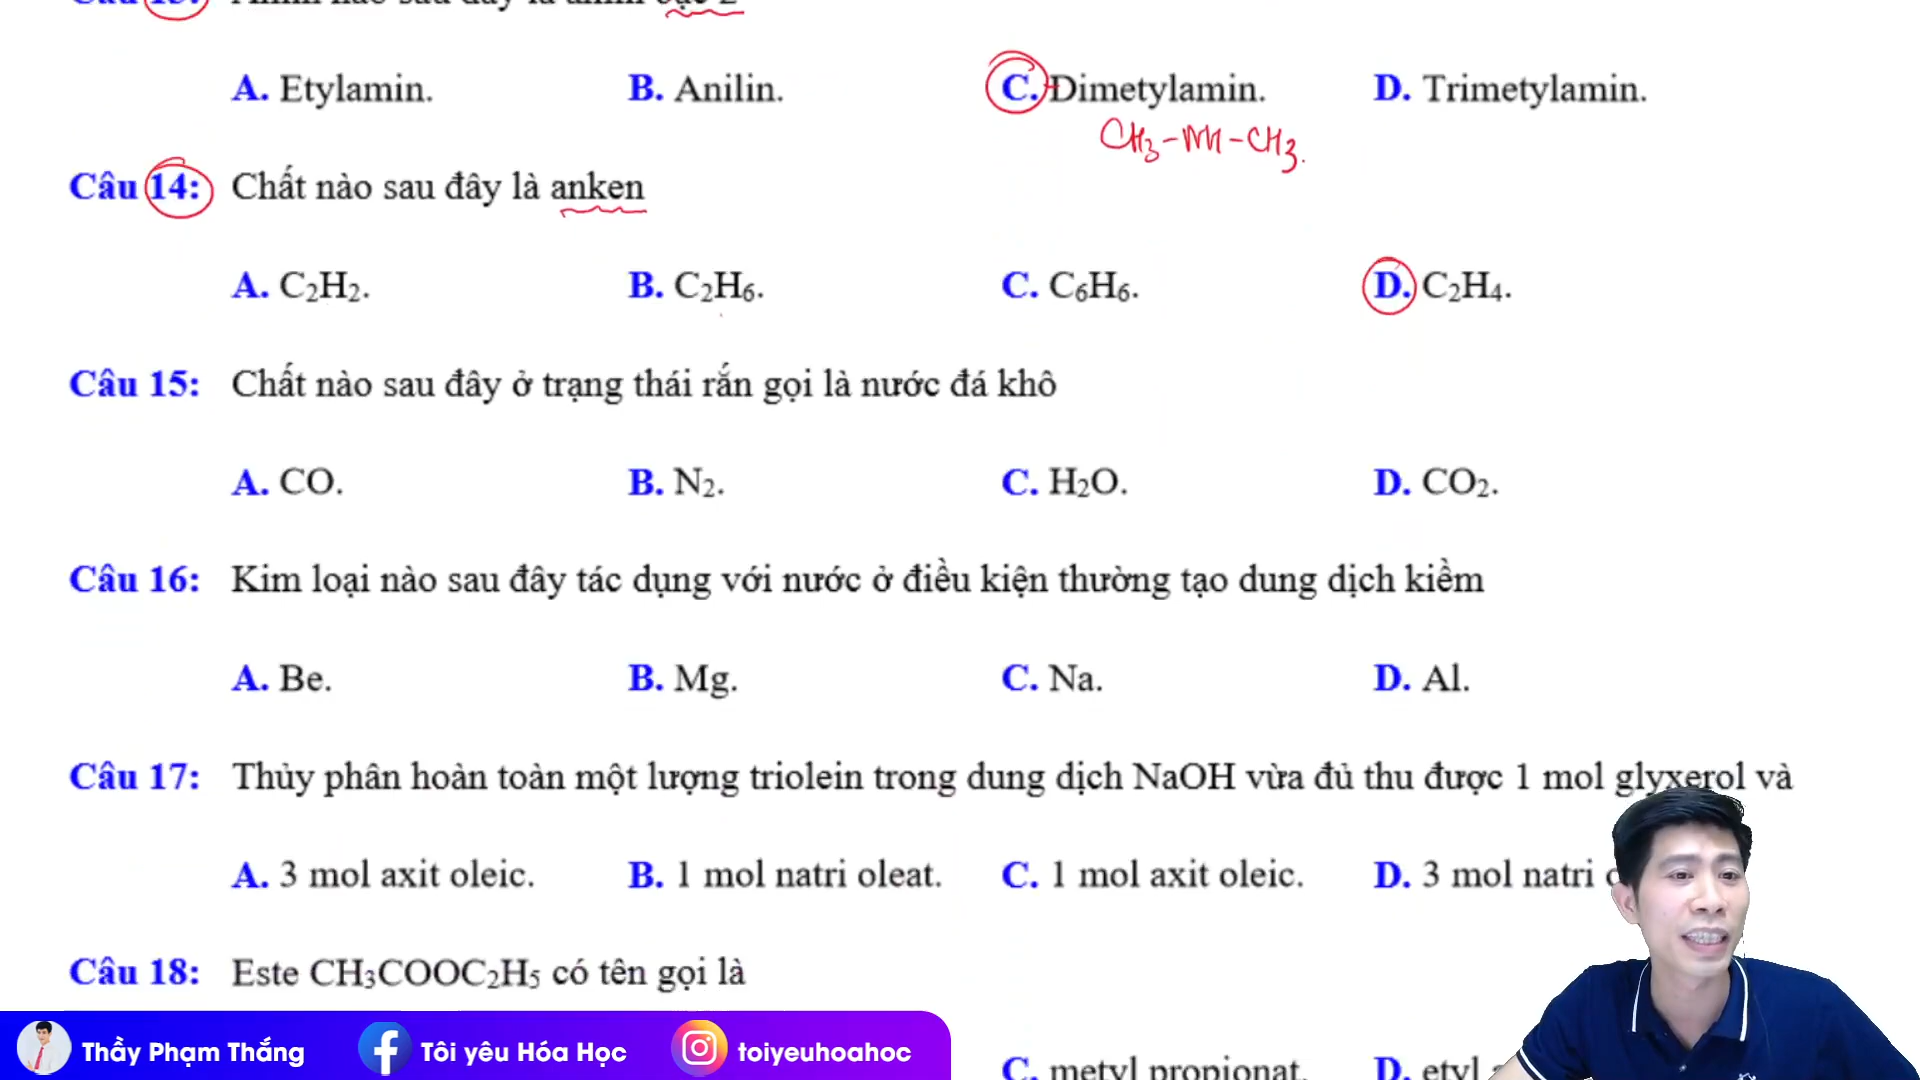 A. Etylamin. B. Anilin. C. Dimetylamin. D. Trimetylamin.
CH₃-NH-CH₃.
Câu 14: Chất nào sau đây là anken
A. C₂H₂. B. C₂H₆. C. C₆H₆. D. C₂H₄.
Câu 15: Chất nào sau đây ở trạng thái rắn gọi là nước đá khô
A. CO. B. N₂. C. H₂O. D. CO₂.
Câu 16: Kim loại nào sau đây tác dụng với nước ở điều kiện thường tạo dung dịch kiềm
A. Be. B. Mg. C. Na. D. Al.
Câu 17: Thủy phân hoàn toàn một lượng triolein trong dung dịch NaOH vừa đủ thu được 1 mol glyxerol và
A. 3 mol axit oleic. B. 1 mol natri oleat. C. 1 mol axit oleic. D. 3 mol natri
Câu 18: Este CH₃COOC₂H₅ có tên gọi là
C. metyl propionat. D. etyl
Thầy Phạm Thắng Tôi yêu Hóa Học toiyeuhoahoc